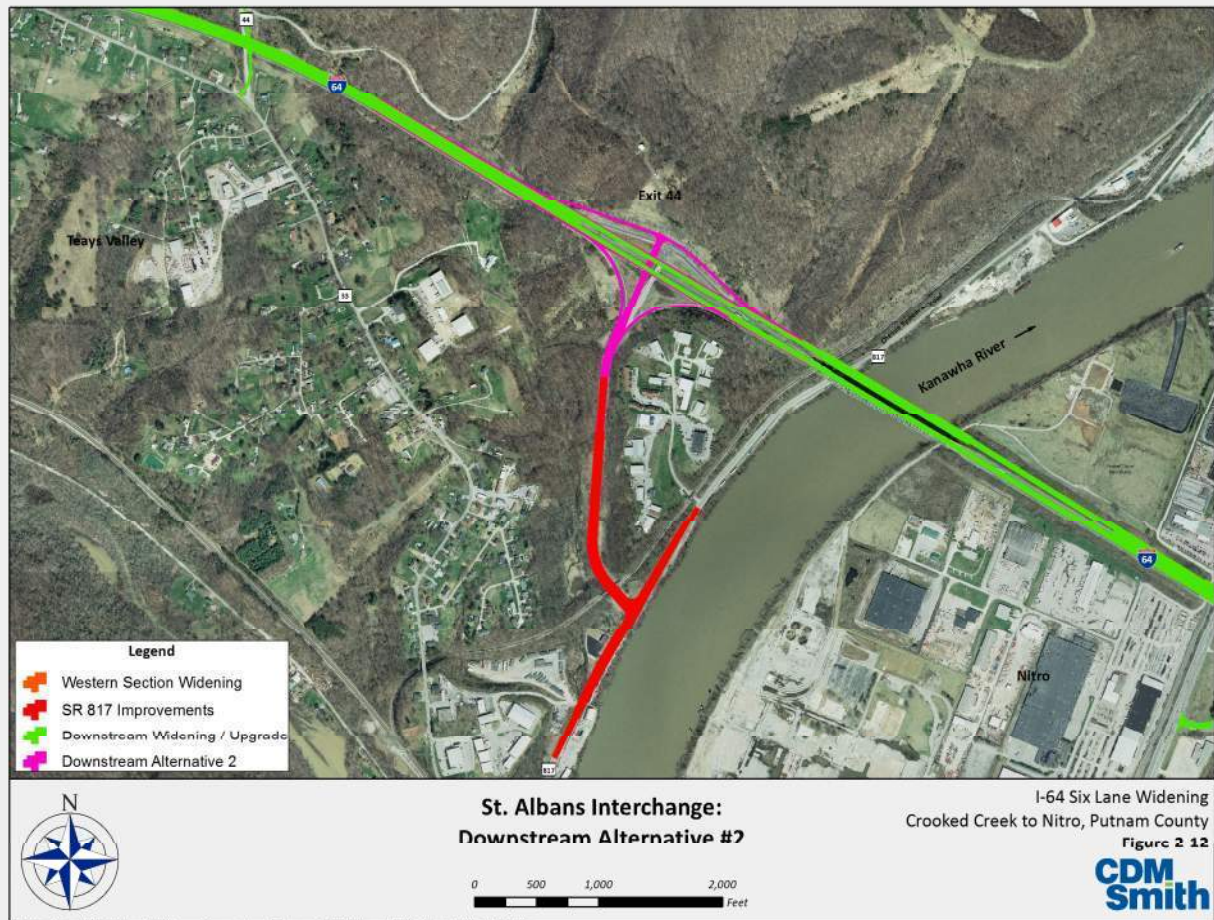 44
64
Exit 44
Teays Valley
33
817
Kanawha River
64
Nitro
817
Legend
Western Section Widening
SR 817 Improvements
Downstream Widening / Upgrade
Downstream Alternative 2
N
St. Albans Interchange:
Downstream Alternative #2
0 500 1,000 2,000
Feet
I-64 Six Lane Widening
Crooked Creek to Nitro, Putnam County
Figure 2-12
CDM
Smith